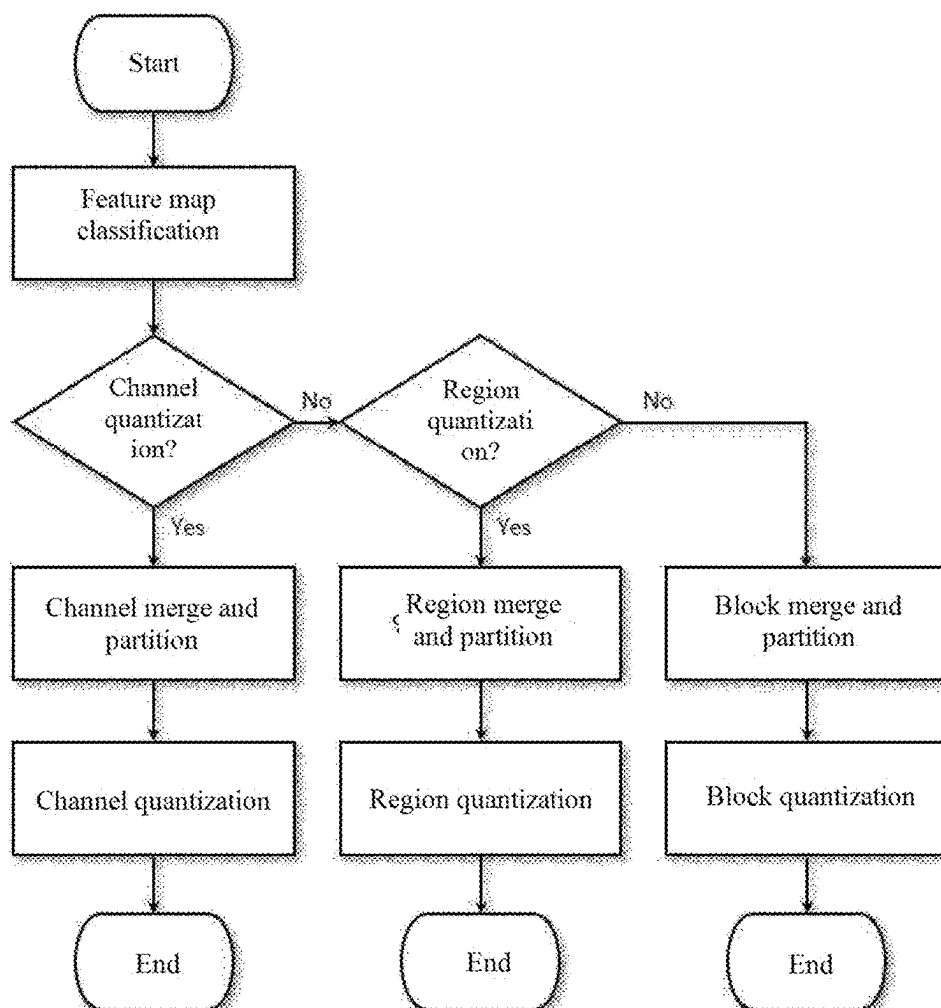 Start
Feature map
classification
Channel
quantizat
ion?
No
Region
quantizati
on?
No
Yes
Yes
Channel merge and
partition
Region merge
and partition
Block merge and
partition
Channel quantization
Region quantization
Block quantization
End
End
End